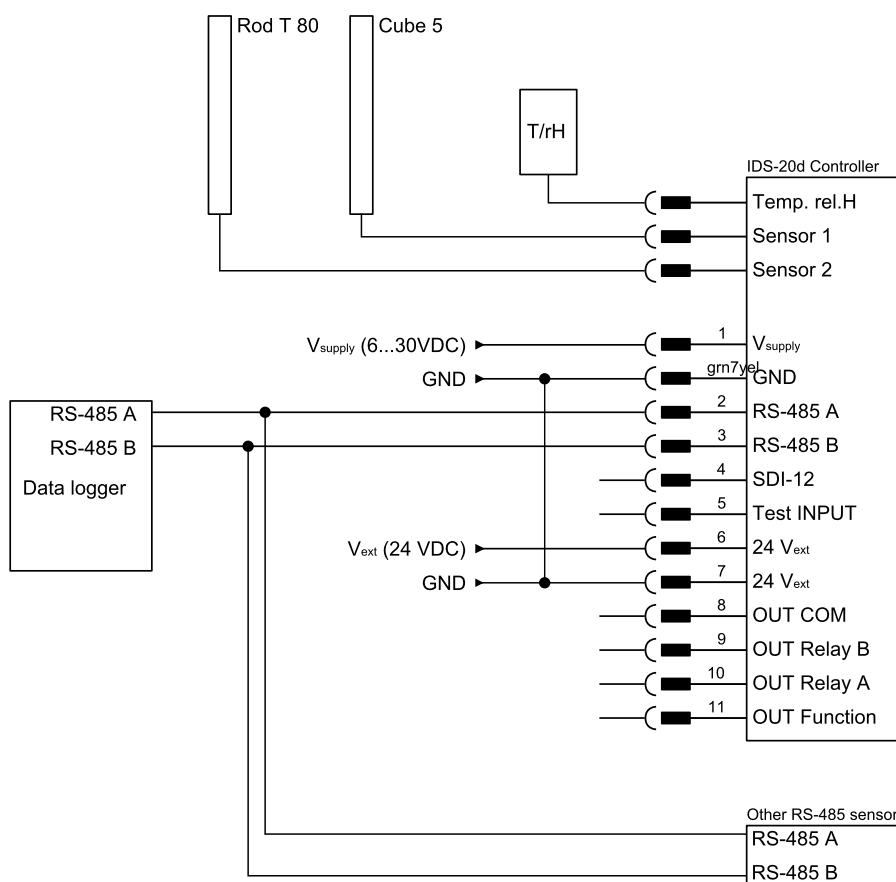 Rod T 80
Cube 5
T/rH
IDS-20d Controller
Temp. rel.H
Sensor 1
Sensor 2
Vsupply (6...30VDC)
1
Vsupply
GND
grn7yel
GND
RS-485 A
2
RS-485 A
RS-485 B
3
RS-485 B
Data logger
4
SDI-12
5
Test INPUT
Vext (24 VDC)
6
24 Vext
GND
7
24 Vext
8
OUT COM
9
OUT Relay B
10
OUT Relay A
11
OUT Function
Other RS-485 sensor
RS-485 A
RS-485 B